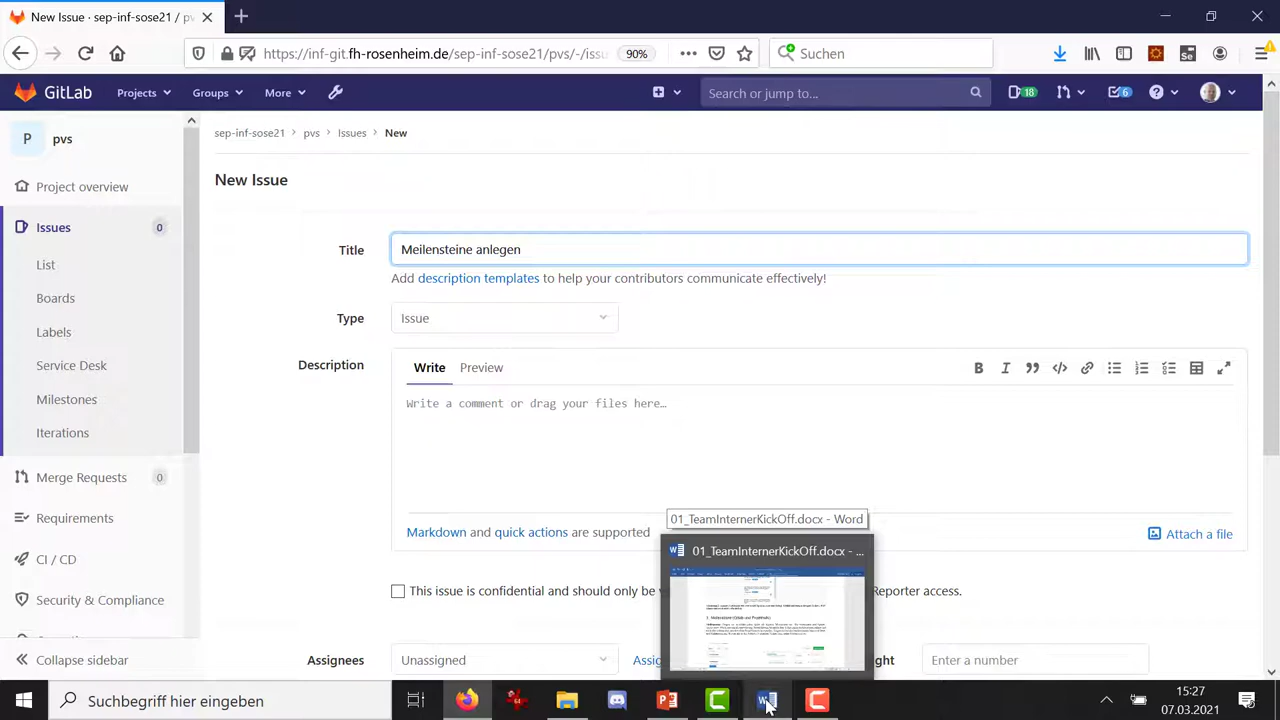 New Issue · sep-inf-sose21 / pv
https://inf-git.fh-rosenheim.de/sep-inf-sose21/pvs/-/issu
90%
Suchen
GitLab
Projects
Groups
More
Search or jump to...
18
6
P
pvs
sep-inf-sose21 › pvs › Issues › New
Project overview
New Issue
Issues
0
Title
Meilensteine anlegen
List
Add description templates to help your contributors communicate effectively!
Boards
Type
Issue
Labels
Service Desk
Description
Write
Preview
Milestones
Write a comment or drag your files here…
Iterations
Merge Requests
0
Requirements
01_TeamInternerKickOff.docx - Word
Markdown and quick actions are supported
Attach a file
01_TeamInternerKickOff.docx - ...
CI / CD
Security & Compliance
This issue is confidential and should only be
Reporter access.
Collapse sidebar
Assignees
Unassigned
Enter a number
Suchbegriff hier eingeben
15:27
07.03.2021